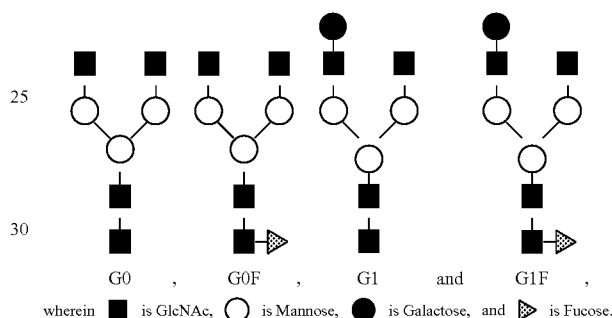 25
30
G0 , G0F , G1 and G1F ,
wherein is GlcNAc, is Mannose, is Galactose, and is Fucose.